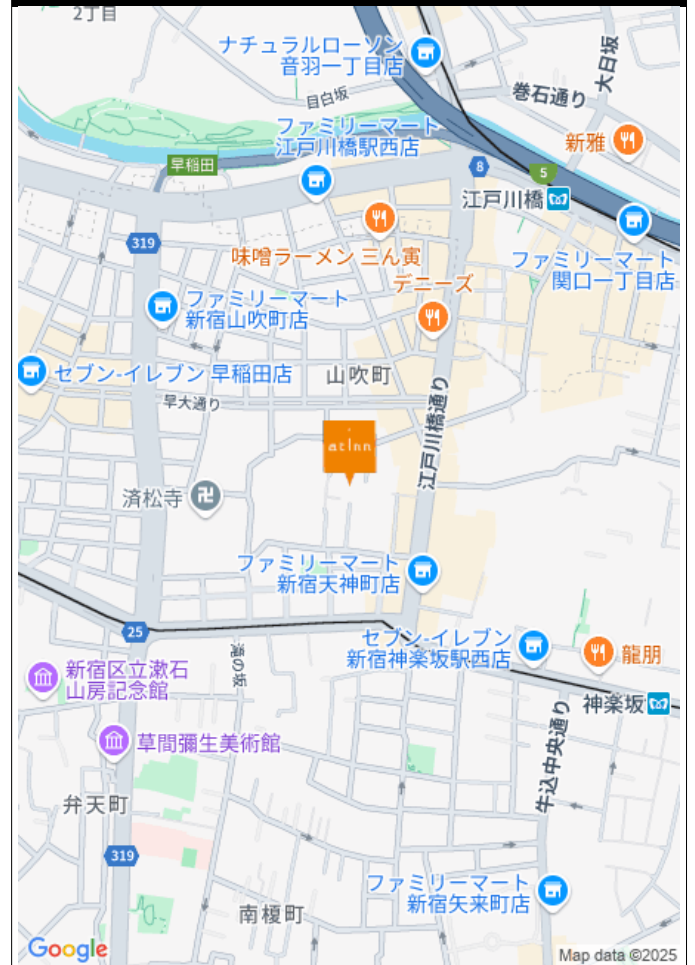 2丁目
ナチュラルローソン
音羽一丁目店
大日坂
目白坂
巻石通り
ファミリーマート
江戸川橋駅西店
新雅
早稲田
8
5
江戸川橋
319
味噌ラーメン 三ん寅
ファミリーマート
関口一丁目店
デニーズ
ファミリーマート
新宿山吹町店
セブン-イレブン 早稲田店
山吹町
早大通り
江戸川橋通り
atinn
済松寺
ファミリーマート
新宿天神町店
25
セブン-イレブン
新宿神楽坂駅西店
龍朋
新宿区立漱石
山房記念館
神楽坂
草間彌生美術館
牛込中央通り
弁天町
319
ファミリーマート
新宿矢来町店
南榎町
Google
Map data ©2025